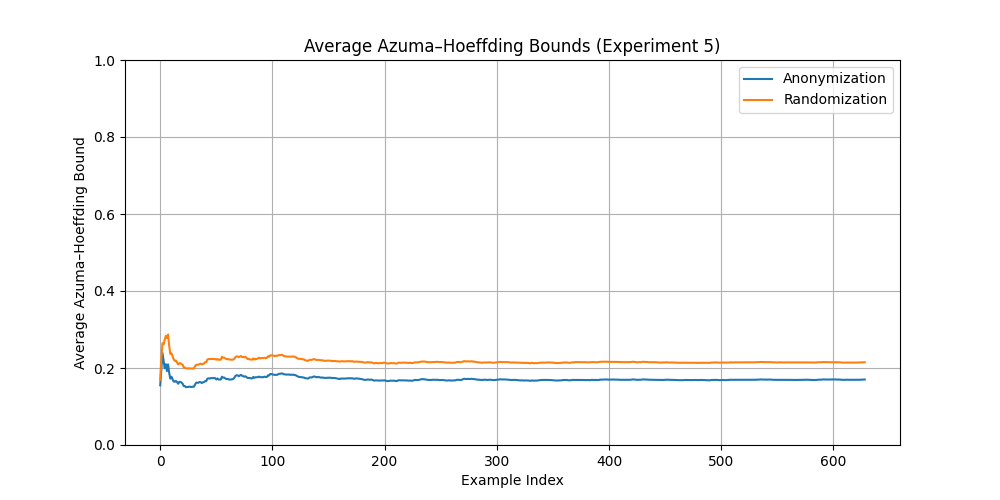 Average Azuma–Hoeffding Bounds (Experiment 5)
Anonymization
Randomization
Average Azuma–Hoeffding Bound
1.0
0.8
0.6
0.4
0.2
0.0
0 100 200 300 400 500 600
Example Index